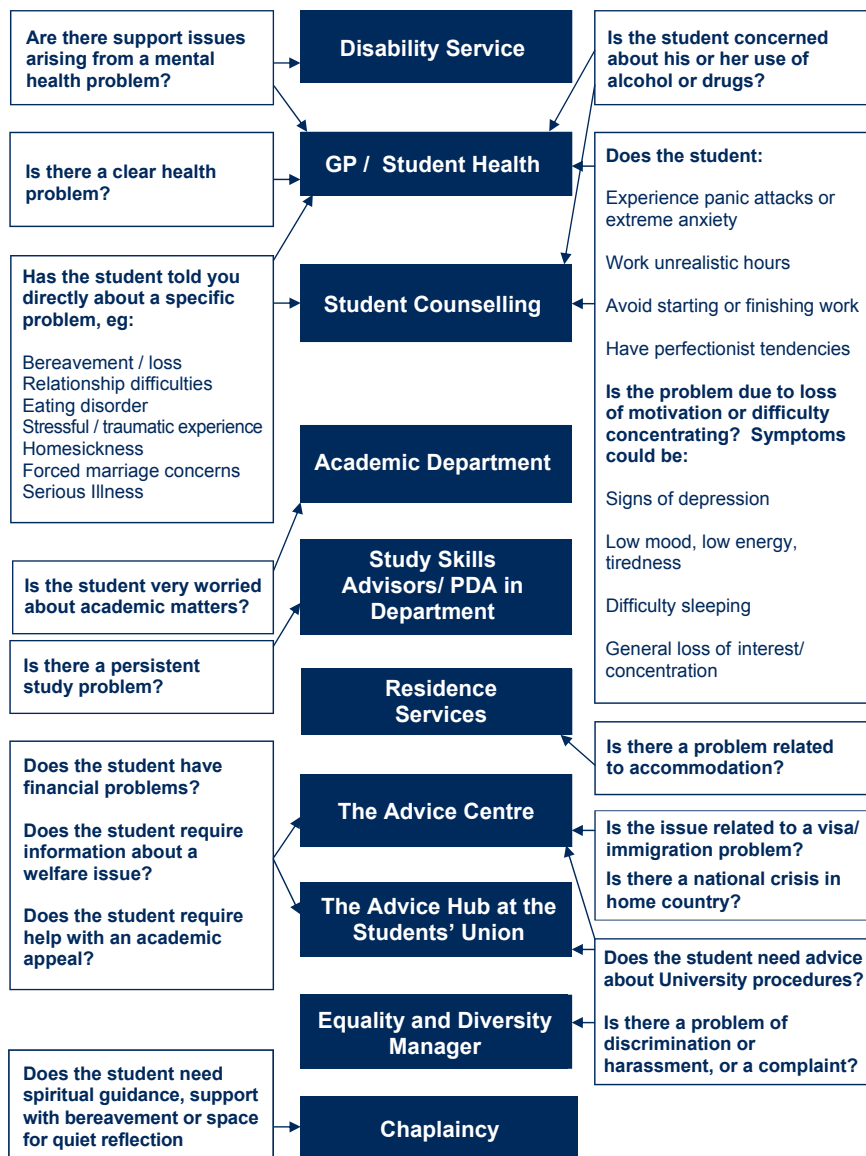 Are there support issues
arising from a mental
health problem?
Disability Service
Is the student concerned
about his or her use of
alcohol or drugs?
Is there a clear health
problem?
GP / Student Health
Does the student:
Experience panic attacks or
extreme anxiety
Work unrealistic hours
Avoid starting or finishing work
Have perfectionist tendencies
Is the problem due to loss
of motivation or difficulty
concentrating? Symptoms
could be:
Signs of depression
Low mood, low energy,
tiredness
Difficulty sleeping
General loss of interest/
concentration
Has the student told you
directly about a specific
problem, eg:
Bereavement / loss
Relationship difficulties
Eating disorder
Stressful / traumatic experience
Homesickness
Forced marriage concerns
Serious Illness
Student Counselling
Academic Department
Is the student very worried
about academic matters?
Study Skills
Advisors/ PDA in
Department
Is there a persistent
study problem?
Residence
Services
Is there a problem related
to accommodation?
Does the student have
financial problems?
Does the student require
information about a
welfare issue?
Does the student require
help with an academic
appeal?
The Advice Centre
Is the issue related to a visa/
immigration problem?
Is there a national crisis in
home country?
The Advice Hub at the
Students’ Union
Does the student need advice
about University procedures?
Is there a problem of
discrimination or
harassment, or a complaint?
Equality and Diversity
Manager
Does the student need
spiritual guidance, support
with bereavement or space
for quiet reflection
Chaplaincy